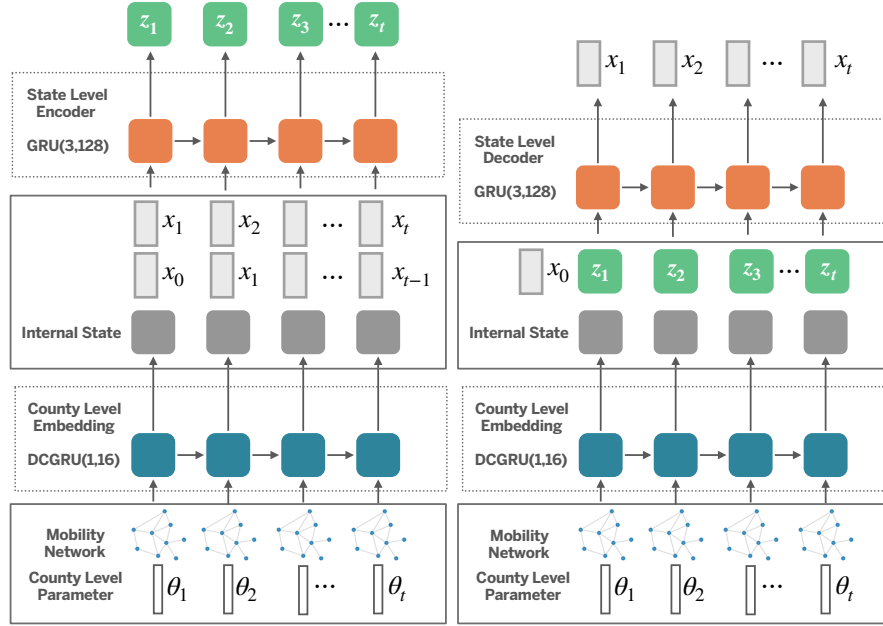 z1 z2 z3 ... zt
State Level
Encoder
GRU(3,128)
x1 x2 ... xt
x0 x1 ... xt−1
Internal State
County Level
Embedding
DCGRU(1,16)
Mobility
Network
County Level
Parameter
θ1 θ2 ... θt
x1 x2 ... xt
State Level
Decoder
GRU(3,128)
x0 z1 z2 z3 ... zt
Internal State
County Level
Embedding
DCGRU(1,16)
Mobility
Network
County Level
Parameter
θ1 θ2 ... θt